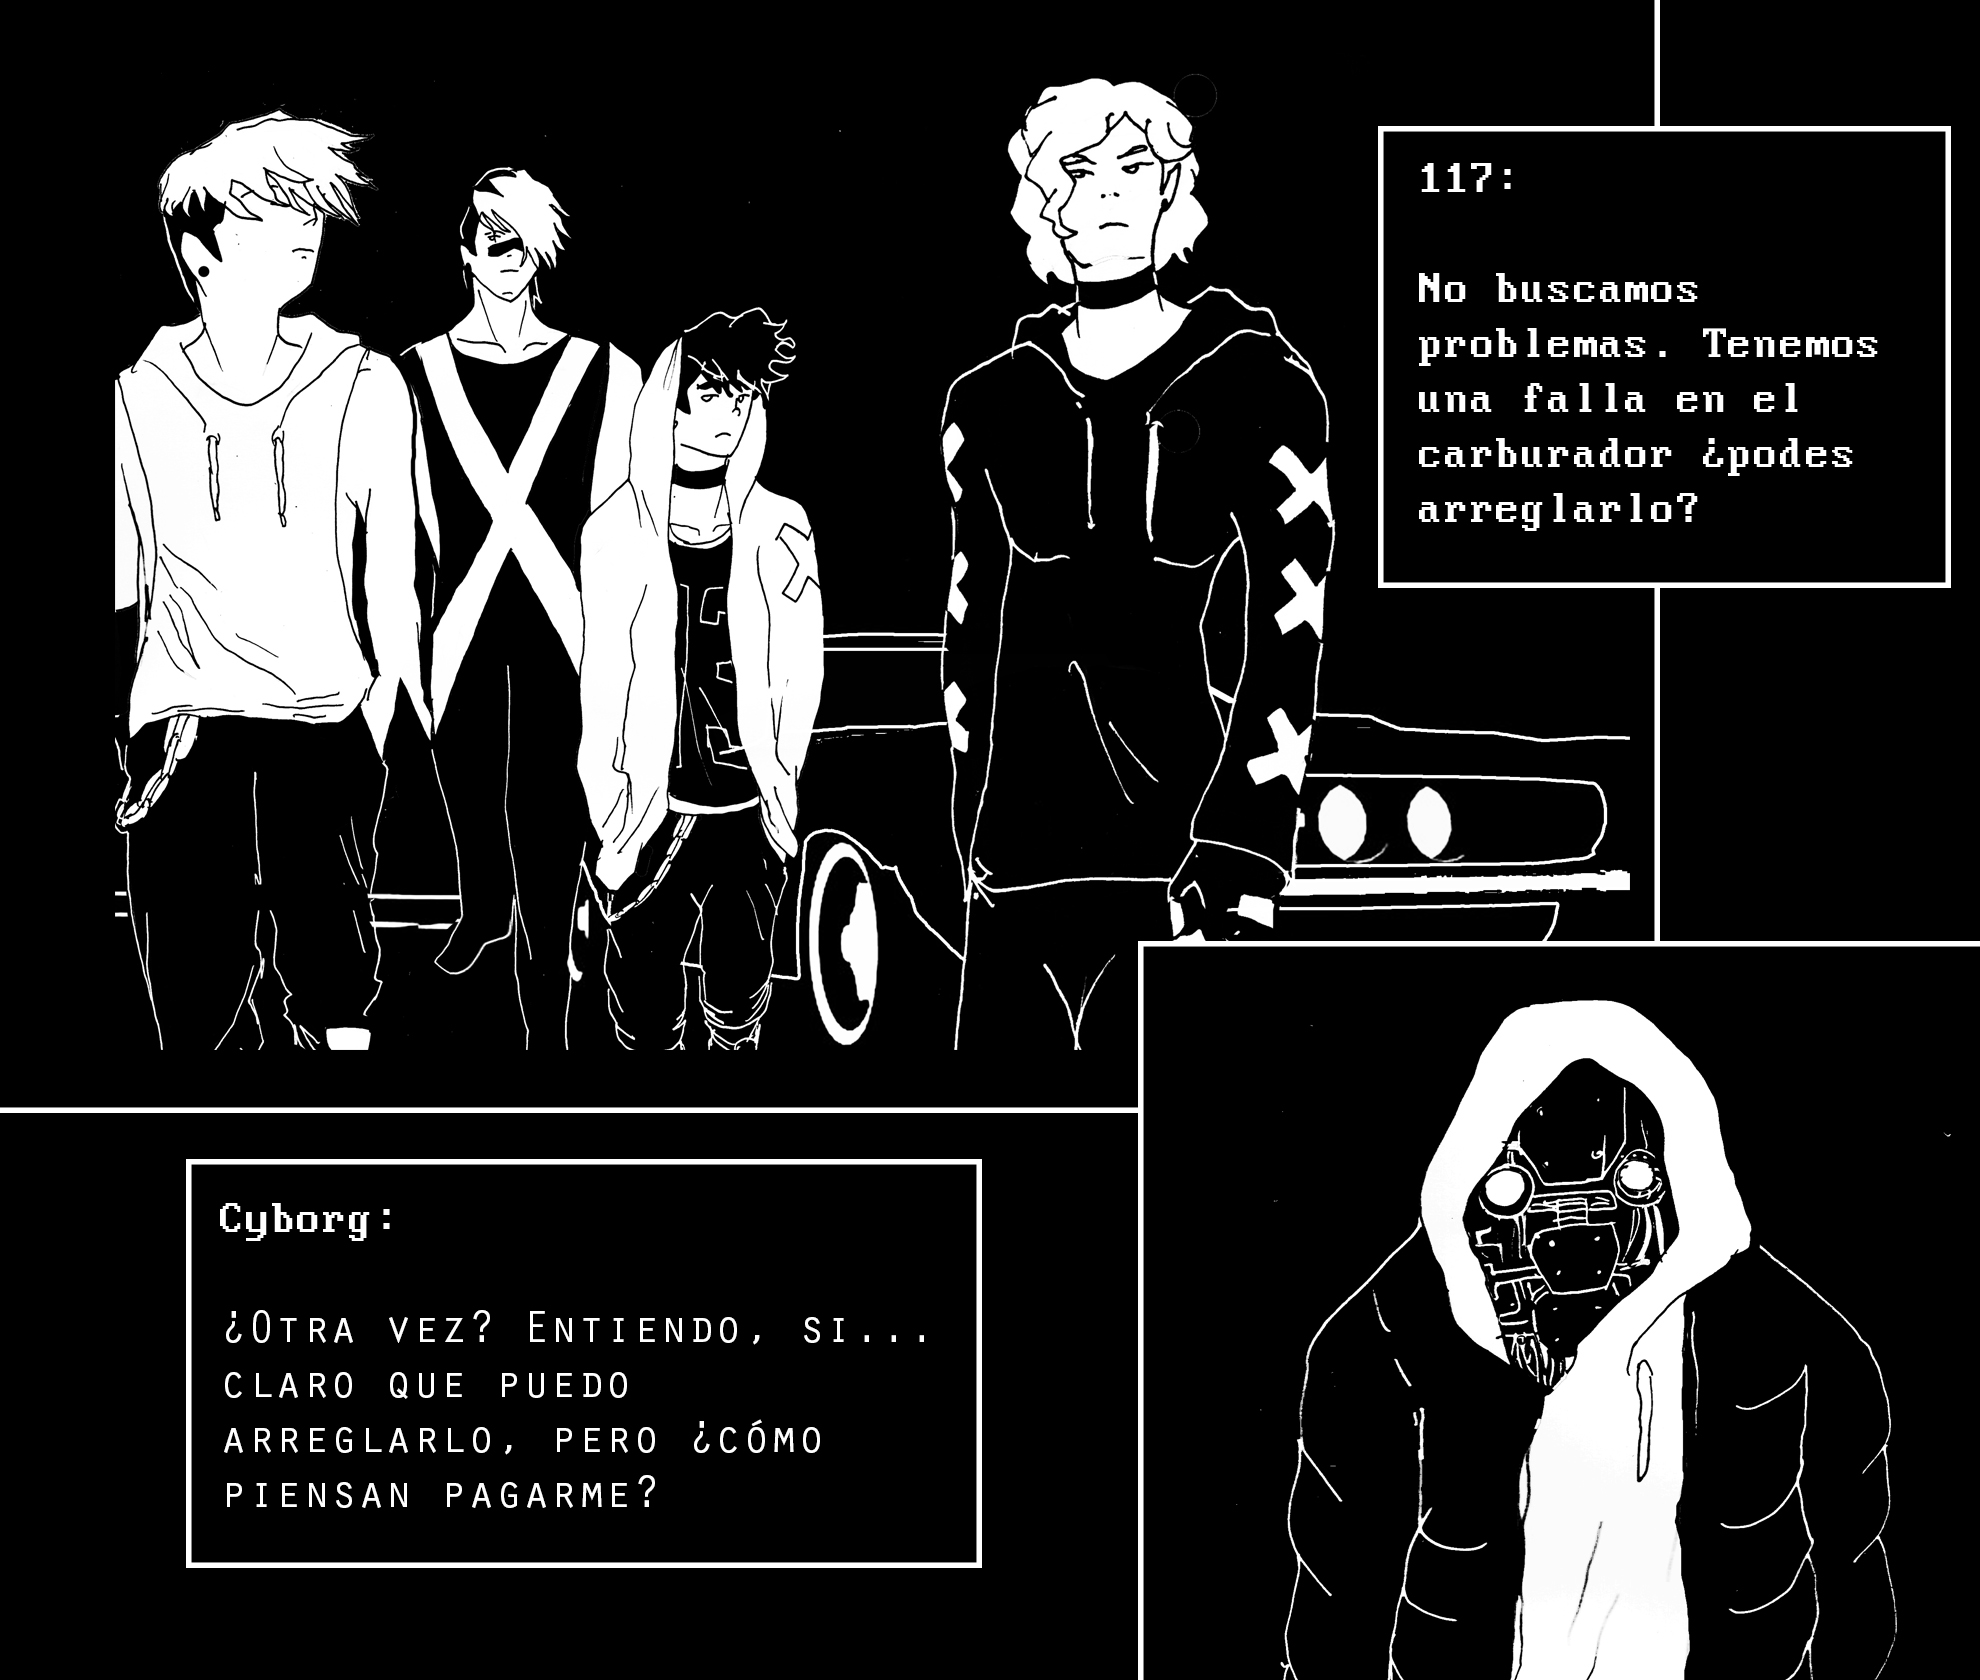 117:
No buscamos
problemas. Tenemos
una falla en el
carburador ¿podes
arreglarlo?
Cyborg:
¿OTRA VEZ? ENTIENDO, SI...
CLARO QUE PUEDO
ARREGLARLO, PERO ¿CÓMO
PIENSAN PAGARME?